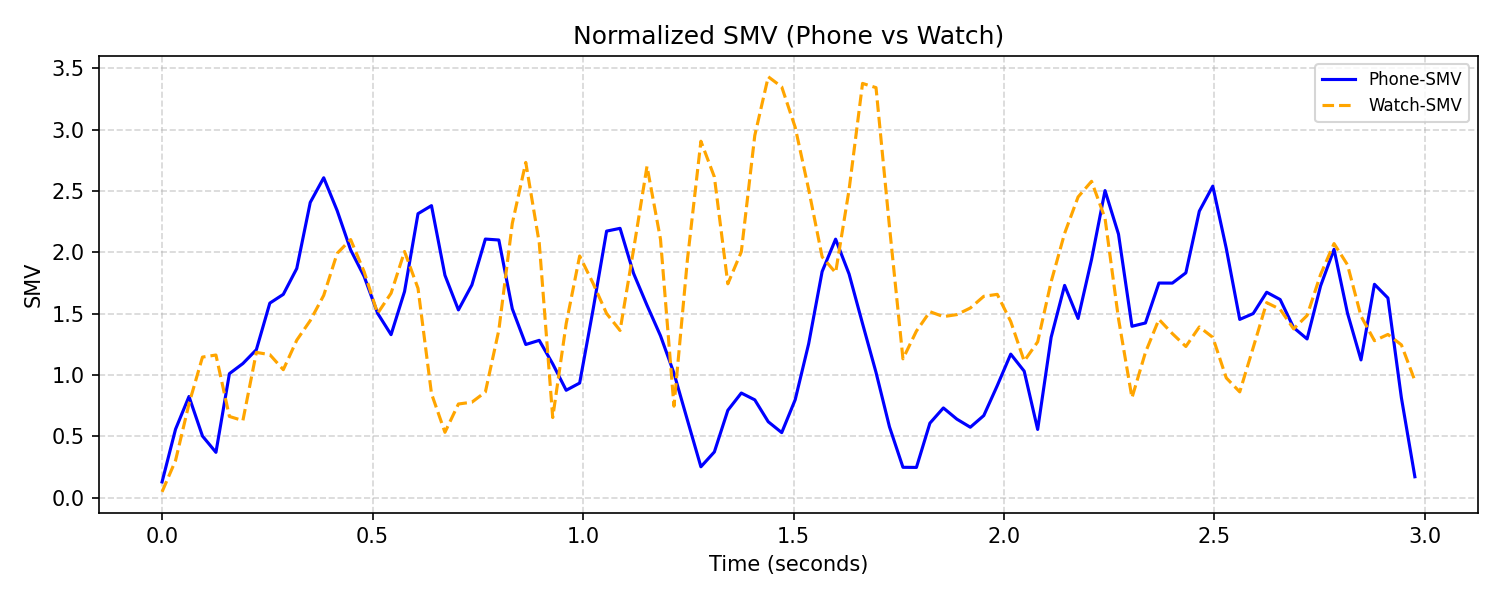 Normalized SMV (Phone vs Watch)
Phone-SMV
Watch-SMV
SMV
3.5
3.0
2.5
2.0
1.5
1.0
0.5
0.0
0.0 0.5 1.0 1.5 2.0 2.5 3.0
Time (seconds)